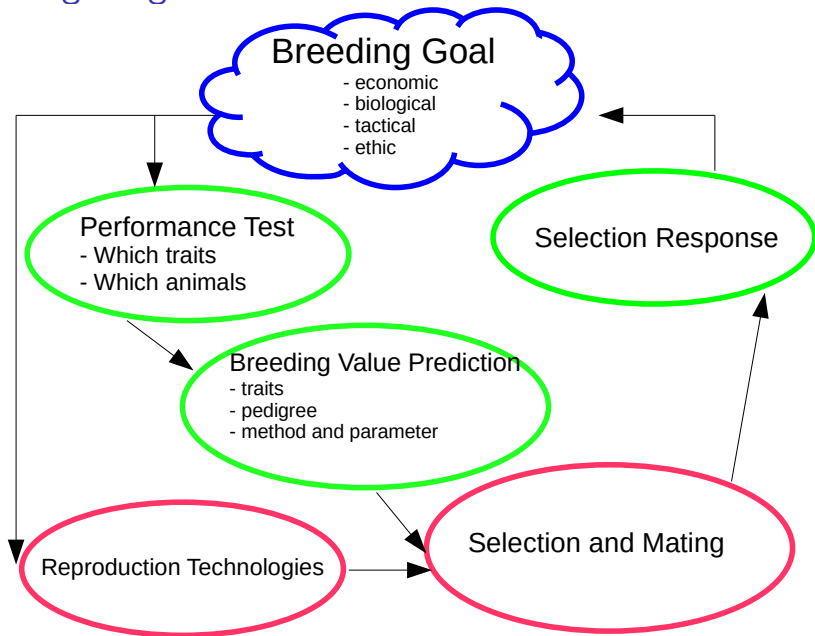 Breeding Goal
- economic
- biological
- tactical
- ethic
Performance Test
- Which traits
- Which animals
Selection Response
Breeding Value Prediction
- traits
- pedigree
- method and parameter
Selection and Mating
Reproduction Technologies